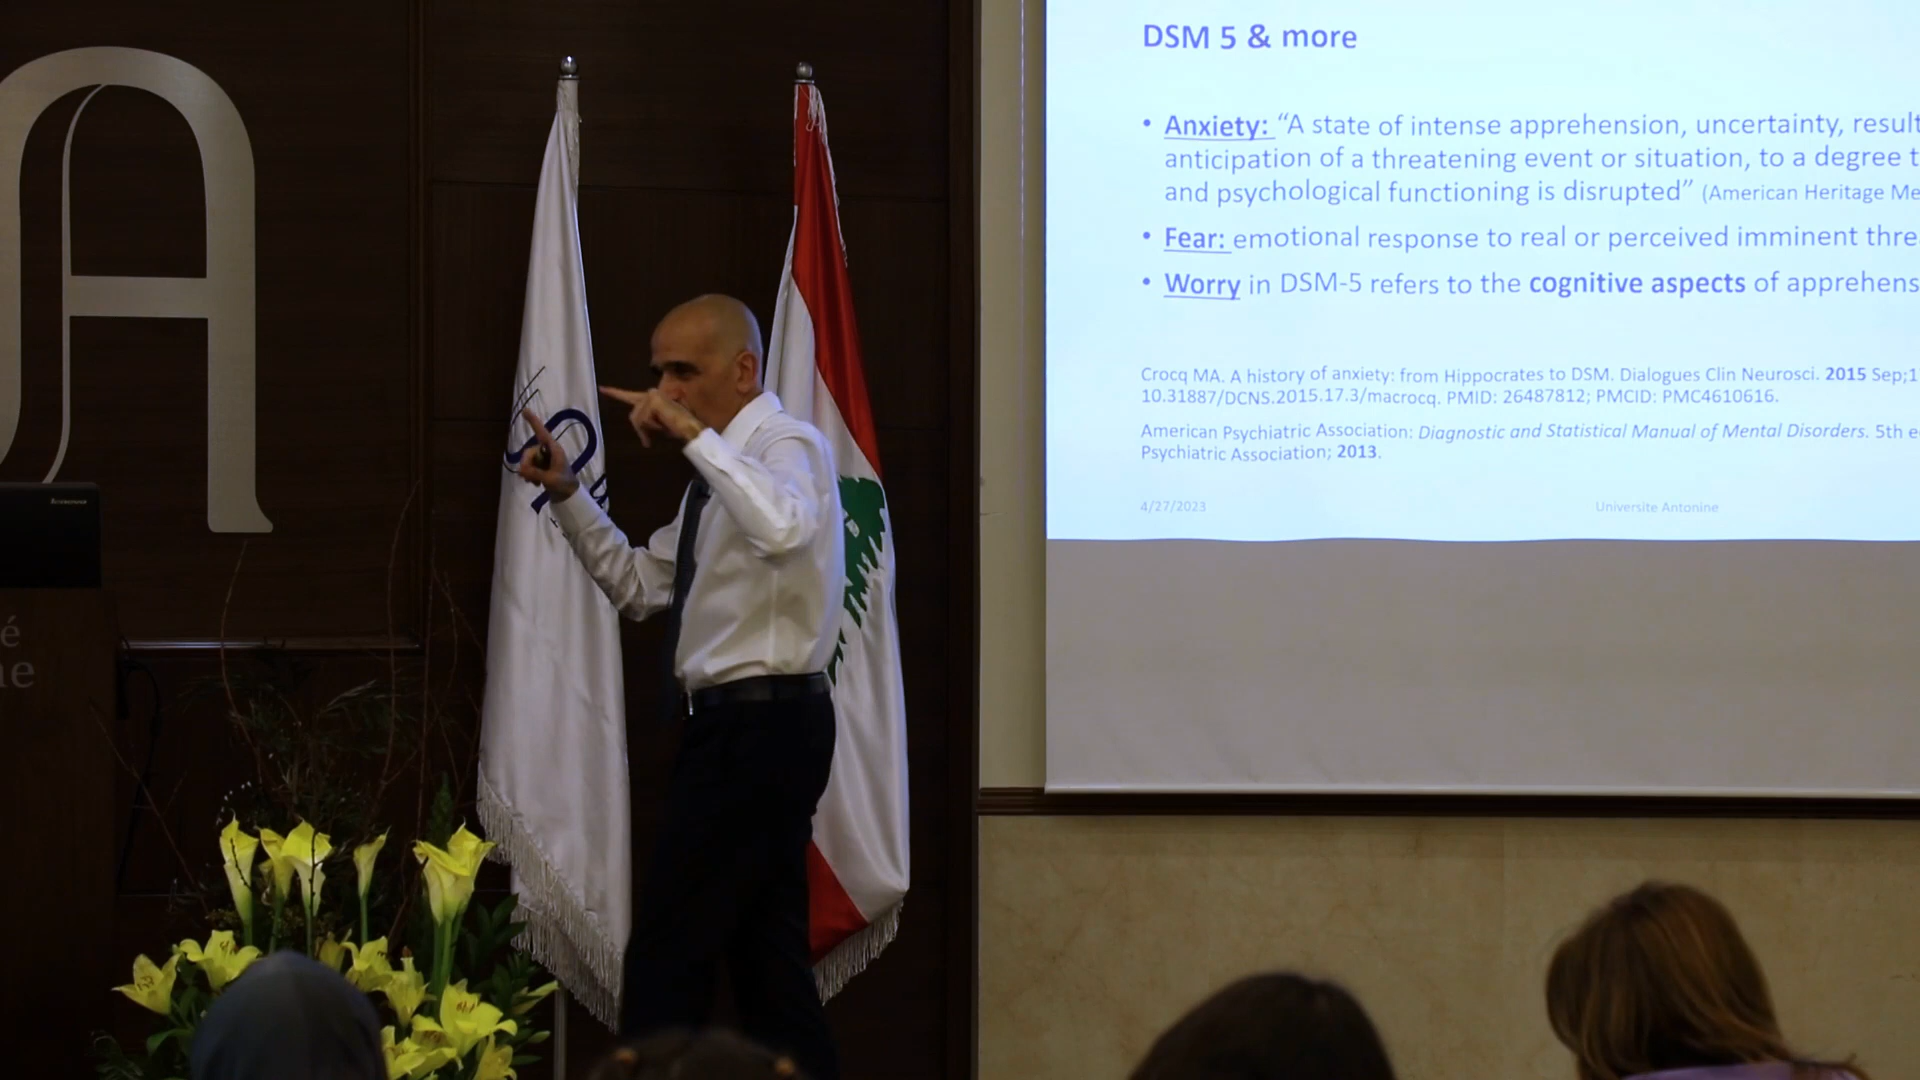 DSM 5 & more
• Anxiety: “A state of intense apprehension, uncertainty, result
anticipation of a threatening event or situation, to a degree t
and psychological functioning is disrupted” (American Heritage Me
• Fear: emotional response to real or perceived imminent thre
• Worry in DSM-5 refers to the cognitive aspects of apprehens
Crocq MA. A history of anxiety: from Hippocrates to DSM. Dialogues Clin Neurosci. 2015 Sep;1
10.31887/DCNS.2015.17.3/macrocq. PMID: 26487812; PMCID: PMC4610616.
American Psychiatric Association: Diagnostic and Statistical Manual of Mental Disorders. 5th e
Psychiatric Association; 2013.
4/27/2023 Universite Antonine
A
é
ne